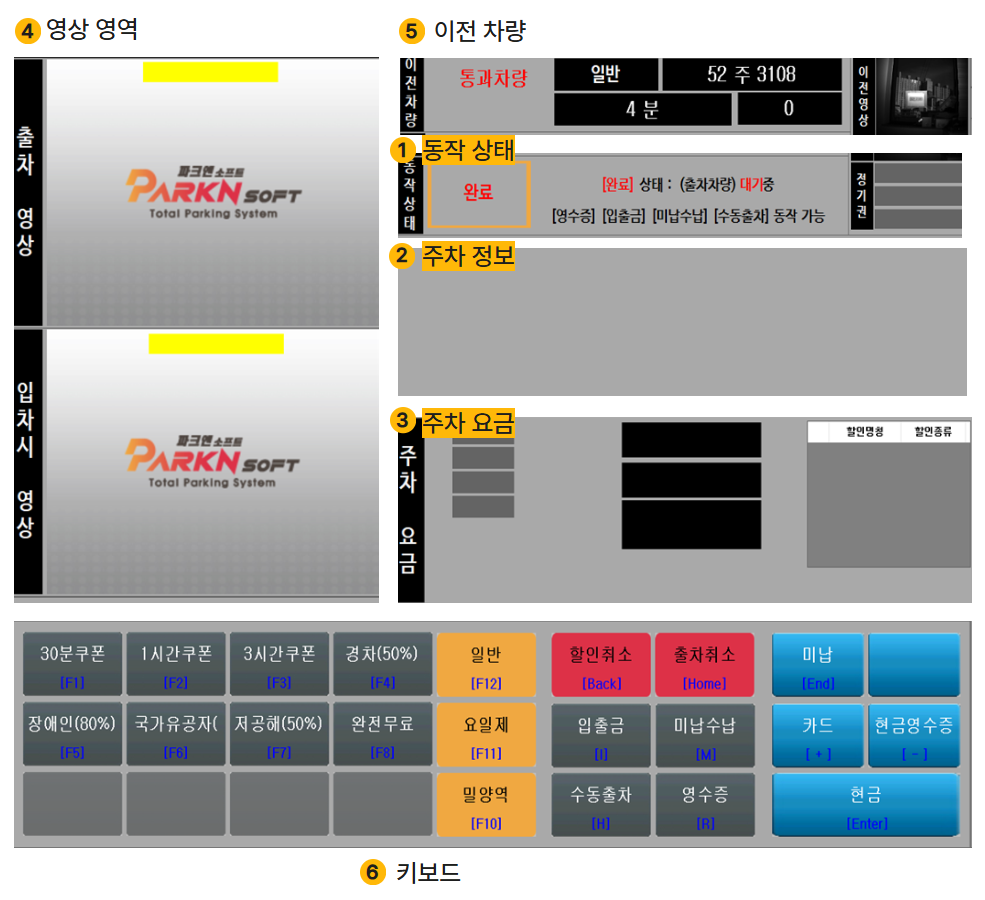 4 영상 영역
출차 영상
파크엔소프트
PARKN SOFT
Total Parking System
입차시 영상
파크엔소프트
PARKN SOFT
Total Parking System
5 이전 차량
이전차량
통과차량
일반
52 주 3108
4 분
0
이전영상
1 동작 상태
동작상태
완료
[완료] 상태 : (출차차량) 대기중
[영수증] [입출금] [미납수납] [수동출차] 동작 가능
정기권
2 주차 정보
3 주차 요금
주차 요금
할인명칭 할인종류
30분쿠폰 1시간쿠폰 3시간쿠폰 경차(50%) 일반 할인취소 출차취소 미납
[F1] [F2] [F3] [F4] [F12] [Back] [Home] [End]
장애인(80%) 국가유공자( 저공해(50%) 완전무료 요일제 입출금 미납수납 카드 현금영수증
[F5] [F6] [F7] [F8] [F11] [I] [M] [ + ] [ - ]
밀양역 수동출차 영수증 현금
[F10] [H] [R] [Enter]
6 키보드